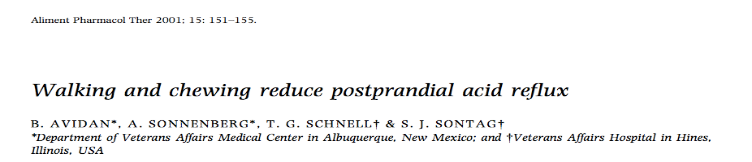 Aliment Pharmacol Ther 2001; 15: 151–155.
Walking and chewing reduce postprandial acid reflux
B. AVIDAN*, A. SONNENBERG*, T. G. SCHNELL† & S. J. SONTAG†
*Department of Veterans Affairs Medical Center in Albuquerque, New Mexico; and †Veterans Affairs Hospital in Hines,
Illinois, USA